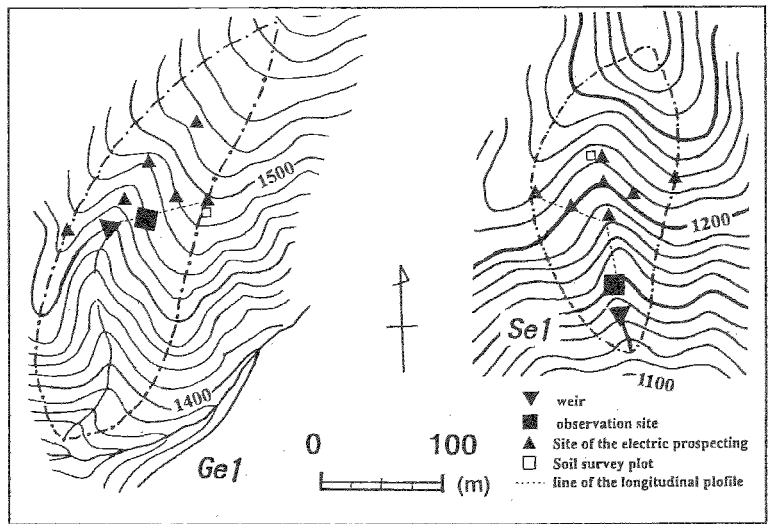 1500
1200
Se1
1100
1400
Ge1
0 100
(m)
weir
observation site
Site of the electric prospecting
Soil survey plot
line of the longitudinal plofile